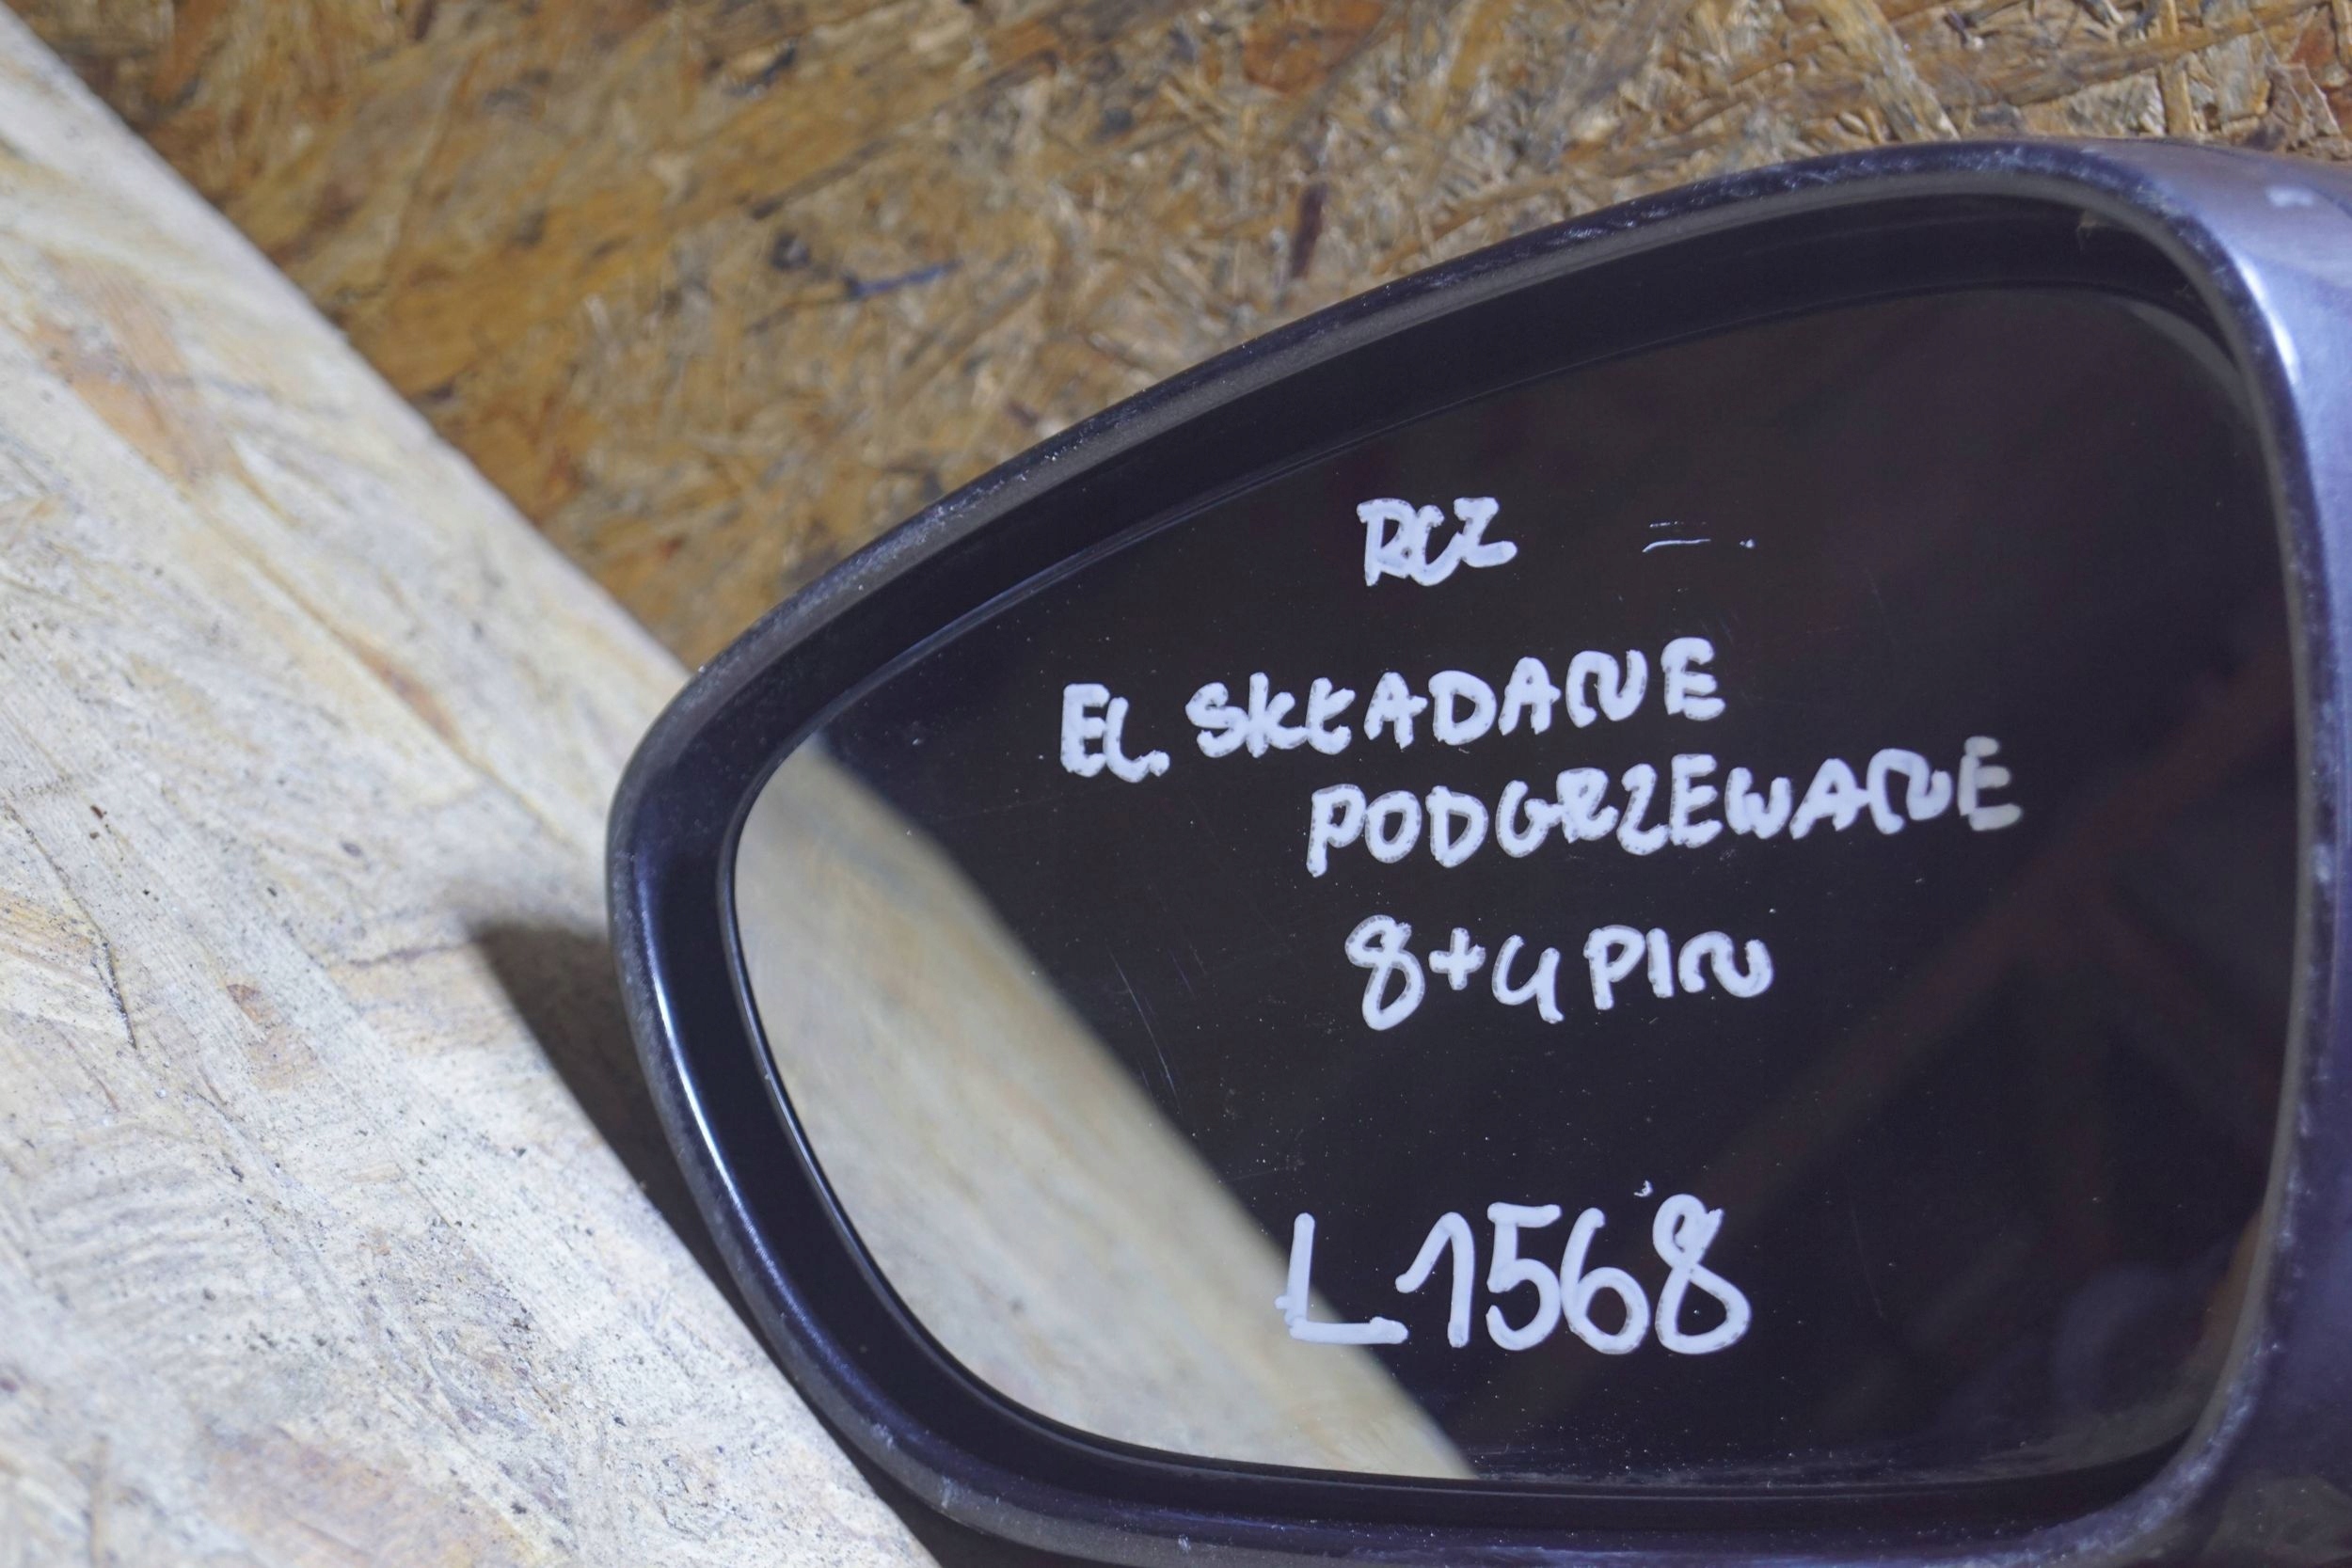 RCZ
EL. SKŁADANE
PODGRZEWANE
8+4 PIN
L1568